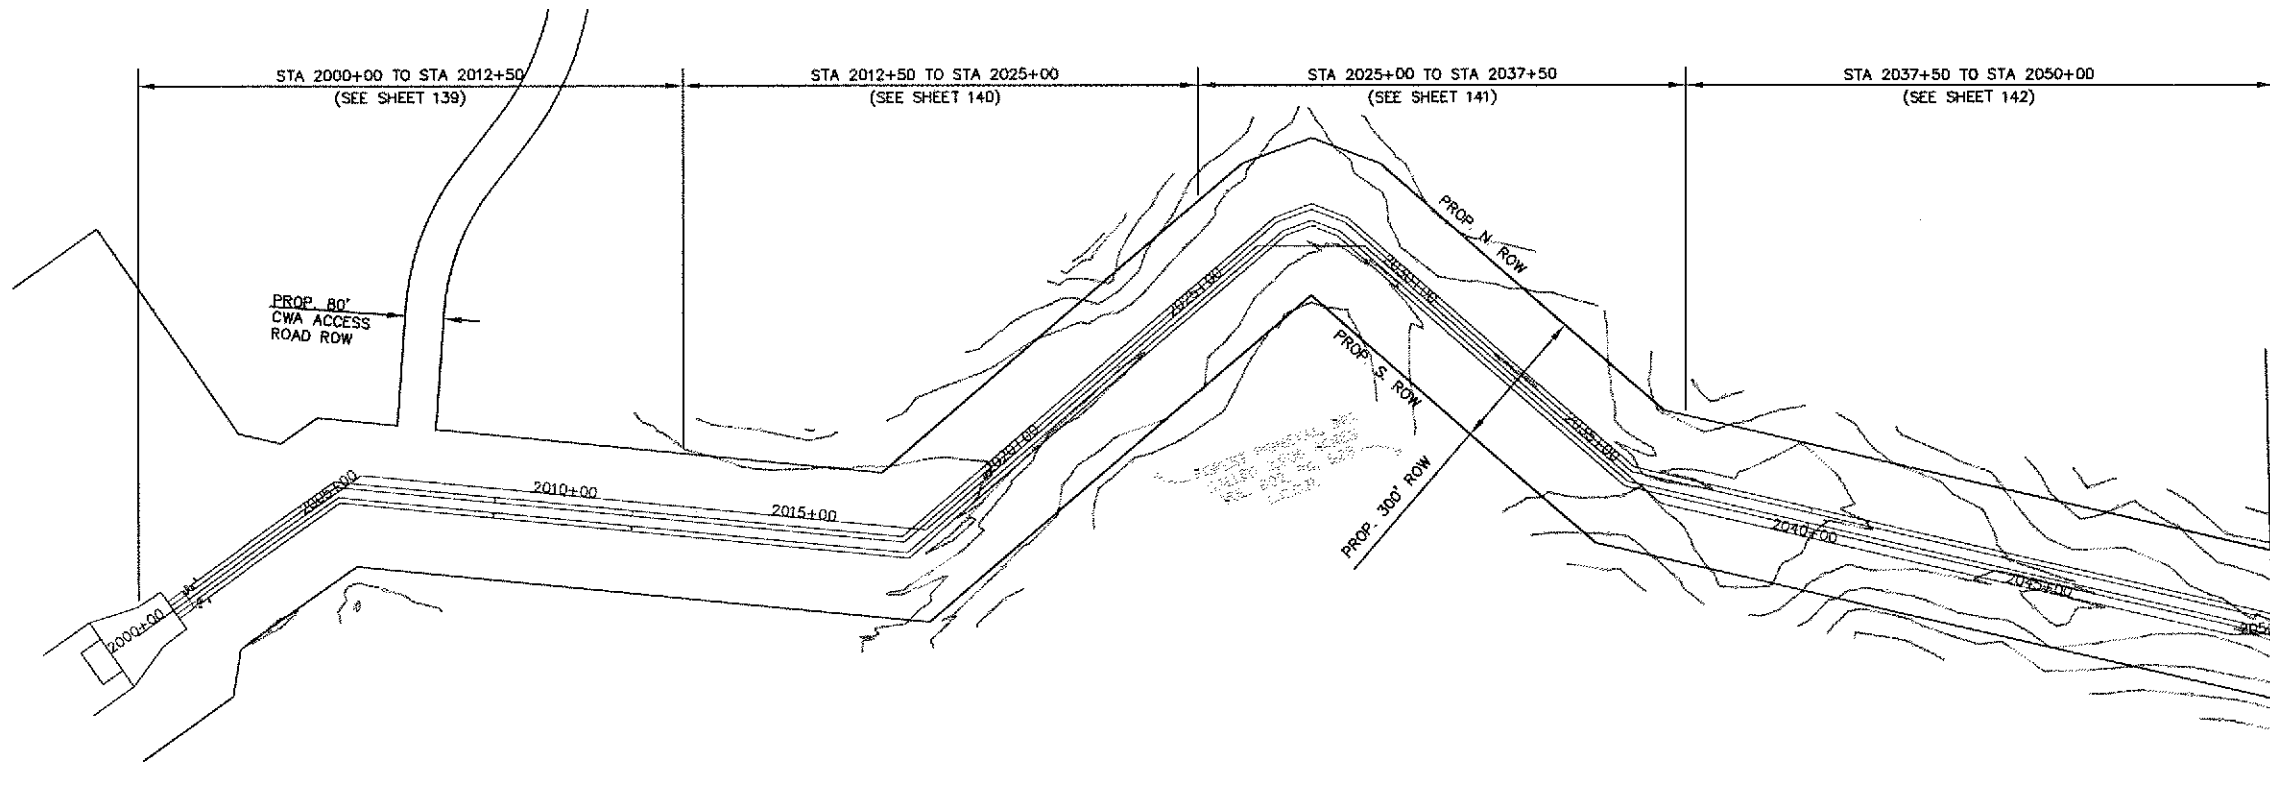 STA 2000+00 TO STA 2012+50
(SEE SHEET 139)
STA 2012+50 TO STA 2025+00
(SEE SHEET 140)
STA 2025+00 TO STA 2037+50
(SEE SHEET 141)
STA 2037+50 TO STA 2050+00
(SEE SHEET 142)
PROP. 80'
CWA ACCESS
ROAD ROW
PROP. N. ROW
PROP. S. ROW
PROP. 300' ROW
2000+00
2005+00
2010+00
2015+00
2020+00
2025+00
2030+00
2035+00
2040+00
2045+00